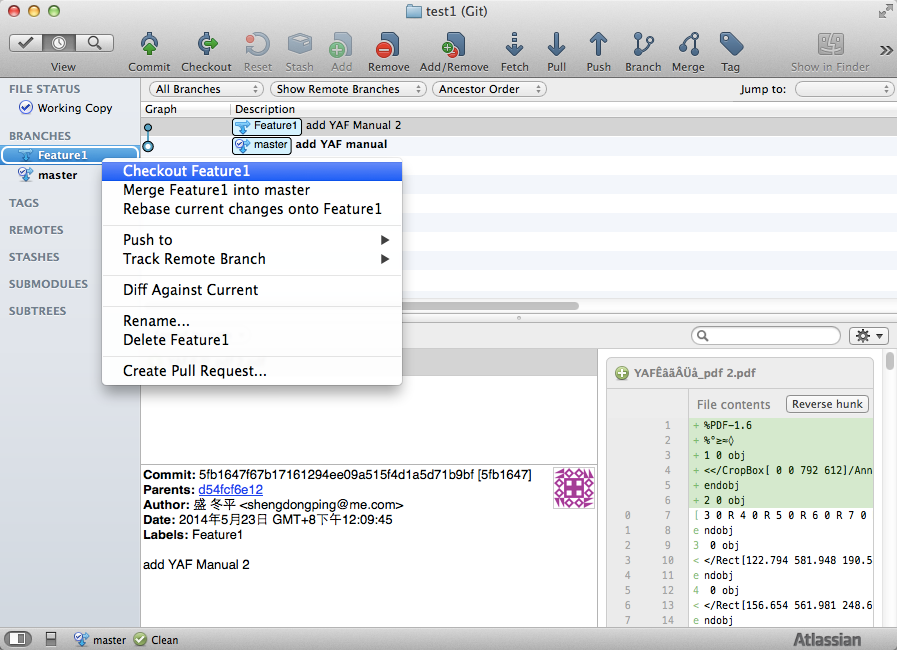 test1 (Git)
View Commit Checkout Reset Stash Add Remove Add/Remove Fetch Pull Push Branch Merge Tag Show in Finder
FILE STATUS
Working Copy
BRANCHES
Feature1
master
TAGS
REMOTES
STASHES
SUBMODULES
SUBTREES
All Branches Show Remote Branches Ancestor Order Jump to:
Graph Description
Feature1 add YAF Manual 2
master add YAF manual
Checkout Feature1
Merge Feature1 into master
Rebase current changes onto Feature1
Push to
Track Remote Branch
Diff Against Current
Rename...
Delete Feature1
Create Pull Request...
Commit: 5fb1647f67b17161294ee09a515f4d1a5d71b9bf [5fb1647]
Parents: d54fcf6e12
Author: 盛 冬平 <shengdongping@me.com>
Date: 2014年5月23日 GMT+8下午12:09:45
Labels: Feature1
add YAF Manual 2
YAFÊâãÂÜå_pdf 2.pdf
File contents Reverse hunk
1 + %PDF-1.6
2 + %°≥≈◊
3 + 1 0 obj
4 + <</CropBox[ 0 0 792 612]/Ann
5 + endobj
6 + 2 0 obj
0 7 [ 3 0 R 4 0 R 5 0 R 6 0 R 7 0
1 8 e ndobj
2 9 3 0 obj
3 10 < </Rect[122.794 581.948 190.5
4 11 e ndobj
5 12 4 0 obj
6 13 < </Rect[156.654 561.981 248.6
7 14 e ndobj
master Clean
Atlassian